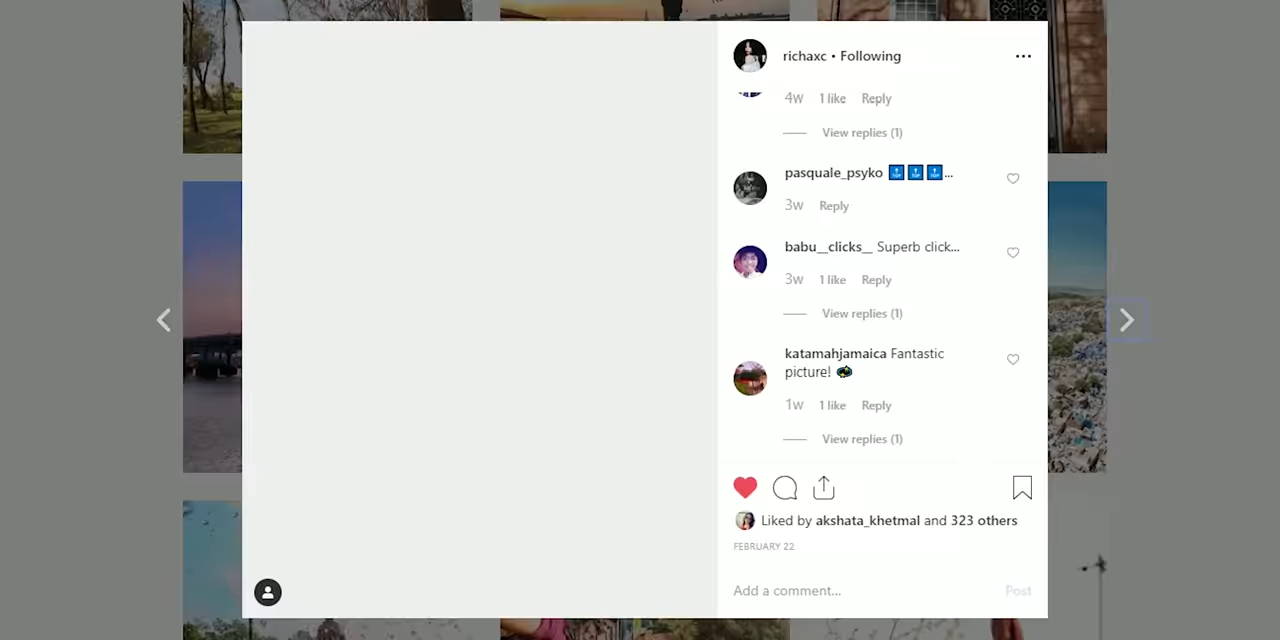 richaxc • Following
4w 1 like Reply
View replies (1)
pasquale_psyko 🔝🔝🔝...
3w Reply
babu__clicks__ Superb click...
3w 1 like Reply
View replies (1)
katamahjamaica Fantastic
picture!
1w 1 like Reply
View replies (1)
Liked by akshata_khetmal and 323 others
FEBRUARY 22
Add a comment... Post